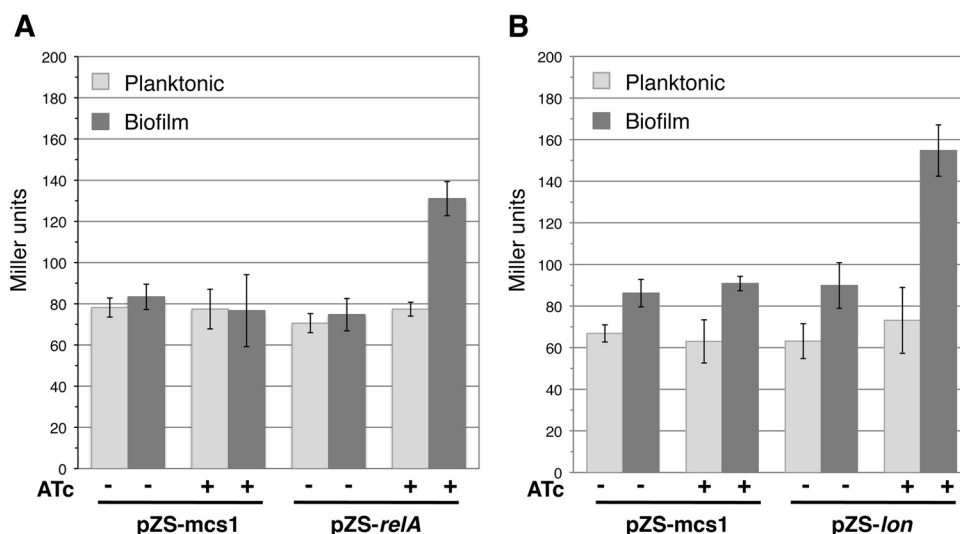 A
Miller units
200
180
160
140
120
100
80
60
40
20
0
Planktonic
Biofilm
ATc - - + + - - + +
pZS-mcs1 pZS-relA
B
Miller units
200
180
160
140
120
100
80
60
40
20
0
Planktonic
Biofilm
ATc - - + + - - + +
pZS-mcs1 pZS-lon